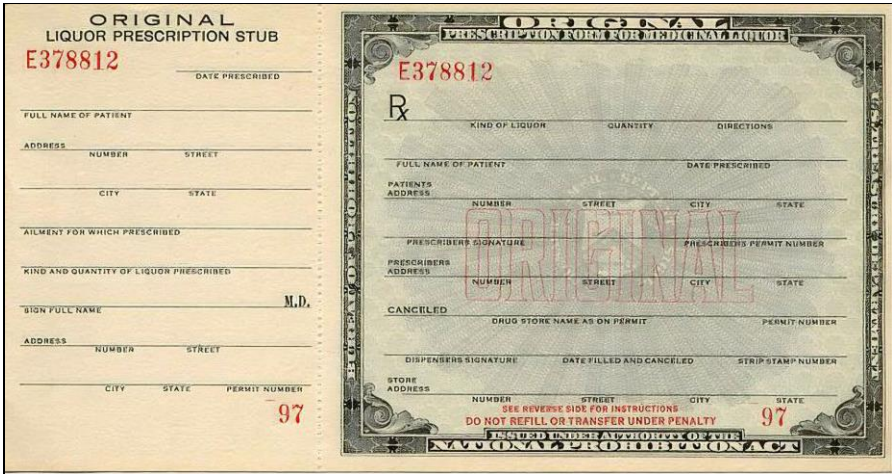 ORIGINAL
LIQUOR PRESCRIPTION STUB
E378812
DATE PRESCRIBED
FULL NAME OF PATIENT
ADDRESS
NUMBER STREET
CITY STATE
AILMENT FOR WHICH PRESCRIBED
KIND AND QUANTITY OF LIQUOR PRESCRIBED
M.D.
SIGN FULL NAME
ADDRESS
NUMBER STREET
CITY STATE PERMIT NUMBER
97
ORIGINAL
PRESCRIPTION FORM FOR MEDICINAL LIQUOR
E378812
Rx
KIND OF LIQUOR QUANTITY DIRECTIONS
FULL NAME OF PATIENT DATE PRESCRIBED
PATIENTS
ADDRESS
NUMBER STREET CITY STATE
ORIGINAL
PRESCRIBERS SIGNATURE PRESCRIBERS PERMIT NUMBER
PRESCRIBERS
ADDRESS
NUMBER STREET CITY STATE
CANCELED
DRUG STORE NAME AS ON PERMIT PERMIT NUMBER
DISPENSERS SIGNATURE DATE FILLED AND CANCELED STRIP STAMP NUMBER
STORE
ADDRESS
NUMBER STREET CITY STATE
SEE REVERSE SIDE FOR INSTRUCTIONS
DO NOT REFILL OR TRANSFER UNDER PENALTY
97
ISSUED UNDER AUTHORITY OF THE
NATIONAL PROHIBITION ACT